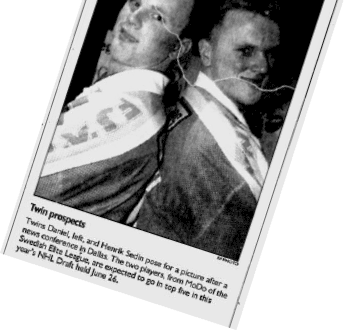 Twin prospects
Twins Daniel, left, and Henrik Sedin pose for a picture after a
news conference in Dallas. The two players, from MoDo of the
Swedish Elite League, are expected to go in top five in this
year's NHL Draft held June 26.